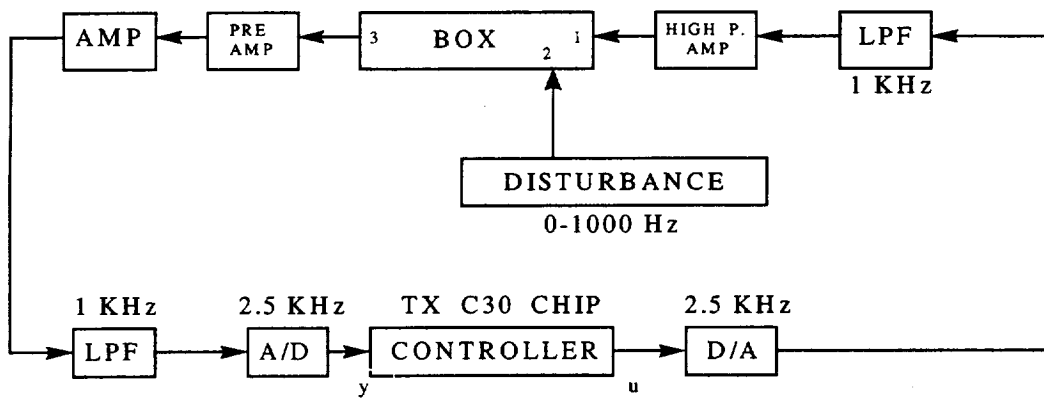 AMP
PRE
AMP
3 BOX 1
2
HIGH P.
AMP
LPF
1 KHz
DISTURBANCE
0-1000 Hz
1 KHz
2.5 KHz
TX C30 CHIP
2.5 KHz
LPF
A/D
CONTROLLER
D/A
y
u